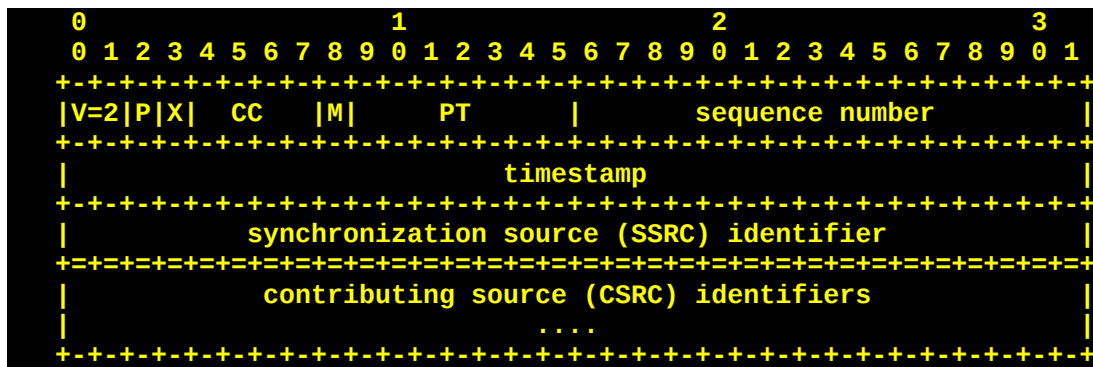 0                   1                   2                   3
0 1 2 3 4 5 6 7 8 9 0 1 2 3 4 5 6 7 8 9 0 1 2 3 4 5 6 7 8 9 0 1
+-+-+-+-+-+-+-+-+-+-+-+-+-+-+-+-+-+-+-+-+-+-+-+-+-+-+-+-+-+-+-+-+
|V=2|P|X|  CC   |M|     PT      |       sequence number         |
+-+-+-+-+-+-+-+-+-+-+-+-+-+-+-+-+-+-+-+-+-+-+-+-+-+-+-+-+-+-+-+-+
|                           timestamp                           |
+-+-+-+-+-+-+-+-+-+-+-+-+-+-+-+-+-+-+-+-+-+-+-+-+-+-+-+-+-+-+-+-+
|           synchronization source (SSRC) identifier            |
+=+=+=+=+=+=+=+=+=+=+=+=+=+=+=+=+=+=+=+=+=+=+=+=+=+=+=+=+=+=+=+=+
|            contributing source (CSRC) identifiers             |
|                             ....                              |
+-+-+-+-+-+-+-+-+-+-+-+-+-+-+-+-+-+-+-+-+-+-+-+-+-+-+-+-+-+-+-+-+